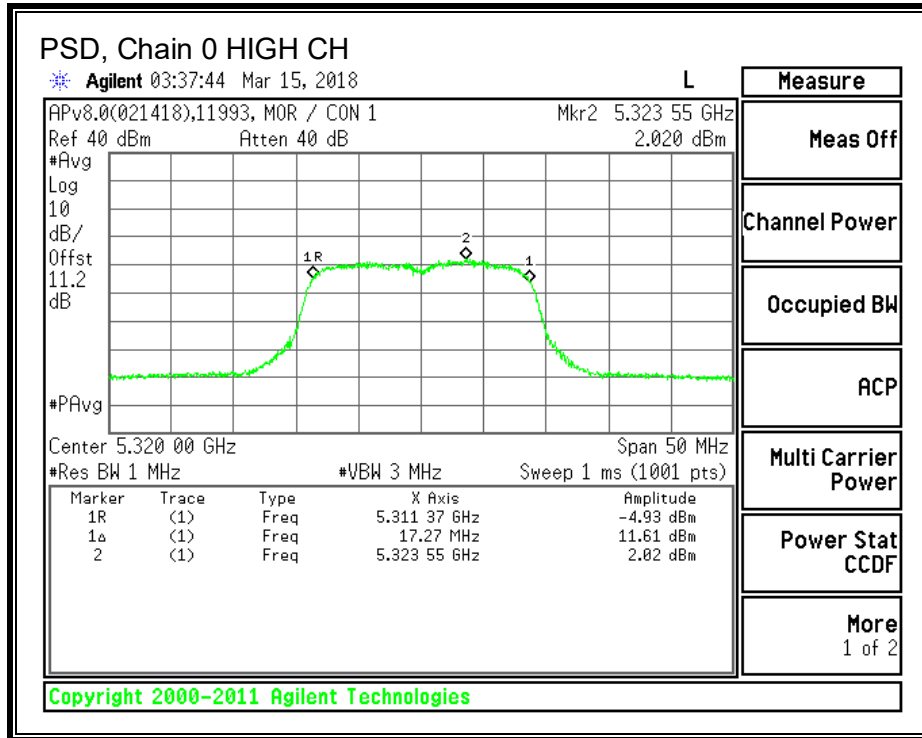 PSD, Chain 0 HIGH CH
Agilent 03:37:44 Mar 15, 2018 L
APv8.0(021418),11993, MOR / CON 1 Mkr2 5.323 55 GHz
Ref 40 dBm Atten 40 dB 2.020 dBm
#Avg
Log
10
dB/
Offst
11.2
dB
#PAvg
1R
2
1
Center 5.320 00 GHz Span 50 MHz
#Res BW 1 MHz #VBW 3 MHz Sweep 1 ms (1001 pts)
Marker Trace Type X Axis Amplitude
1R (1) Freq 5.311 37 GHz -4.93 dBm
1Δ (1) Freq 17.27 MHz 11.61 dBm
2 (1) Freq 5.323 55 GHz 2.02 dBm
Measure
Meas Off
Channel Power
Occupied BW
ACP
Multi Carrier
Power
Power Stat
CCDF
More
1 of 2
Copyright 2000-2011 Agilent Technologies